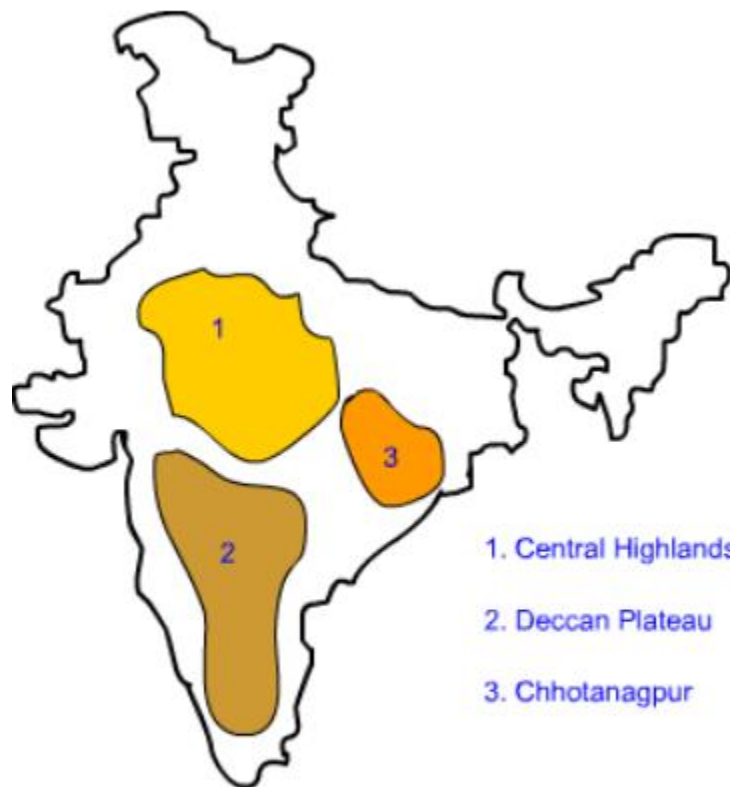 1
3
2
1. Central Highlands
2. Deccan Plateau
3. Chhotanagpur